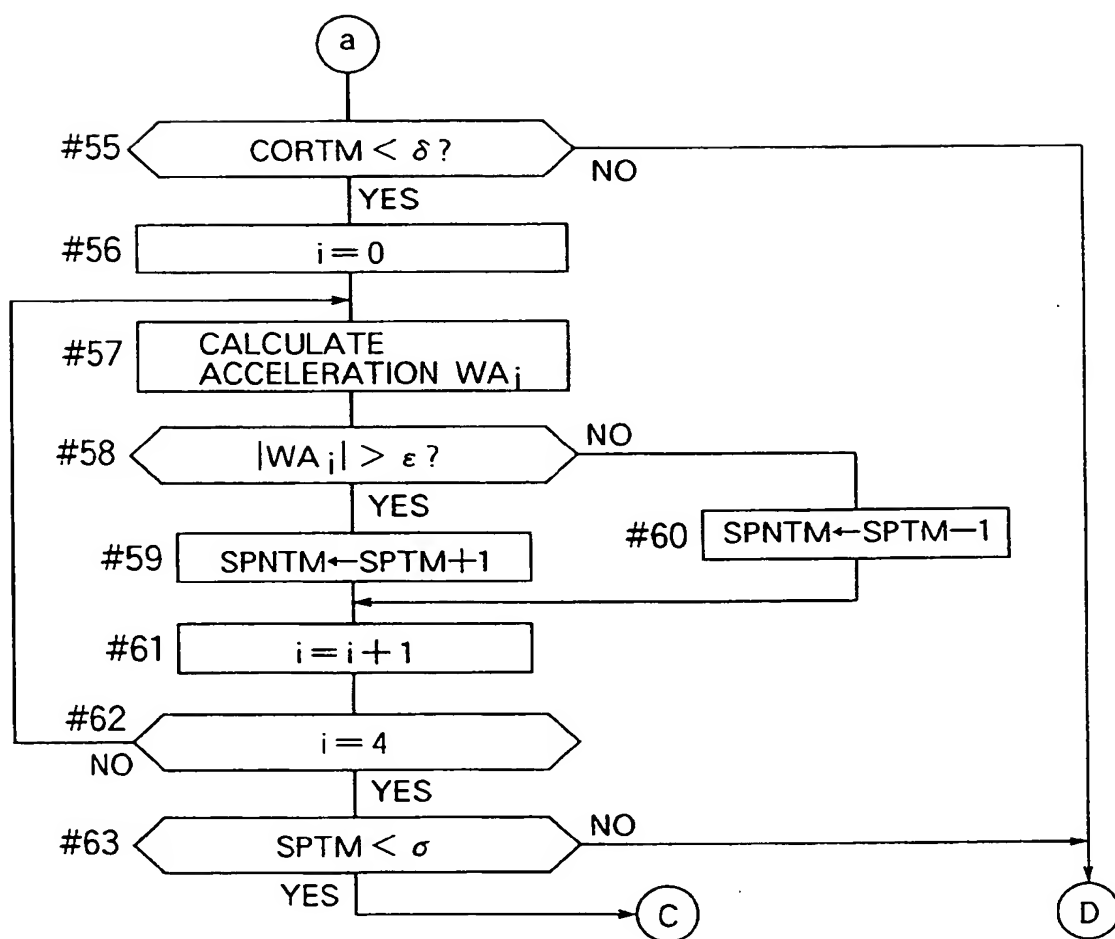 a
#55 CORTM < δ?
NO
YES
#56 i=0
#57 CALCULATE
ACCELERATION WAi
#58 |WAi| > ε?
NO
YES
#59 SPNTM←SPTM+1
#60 SPNTM←SPTM−1
#61 i=i+1
#62 i=4
NO
YES
#63 SPTM < σ
NO
YES
C
D